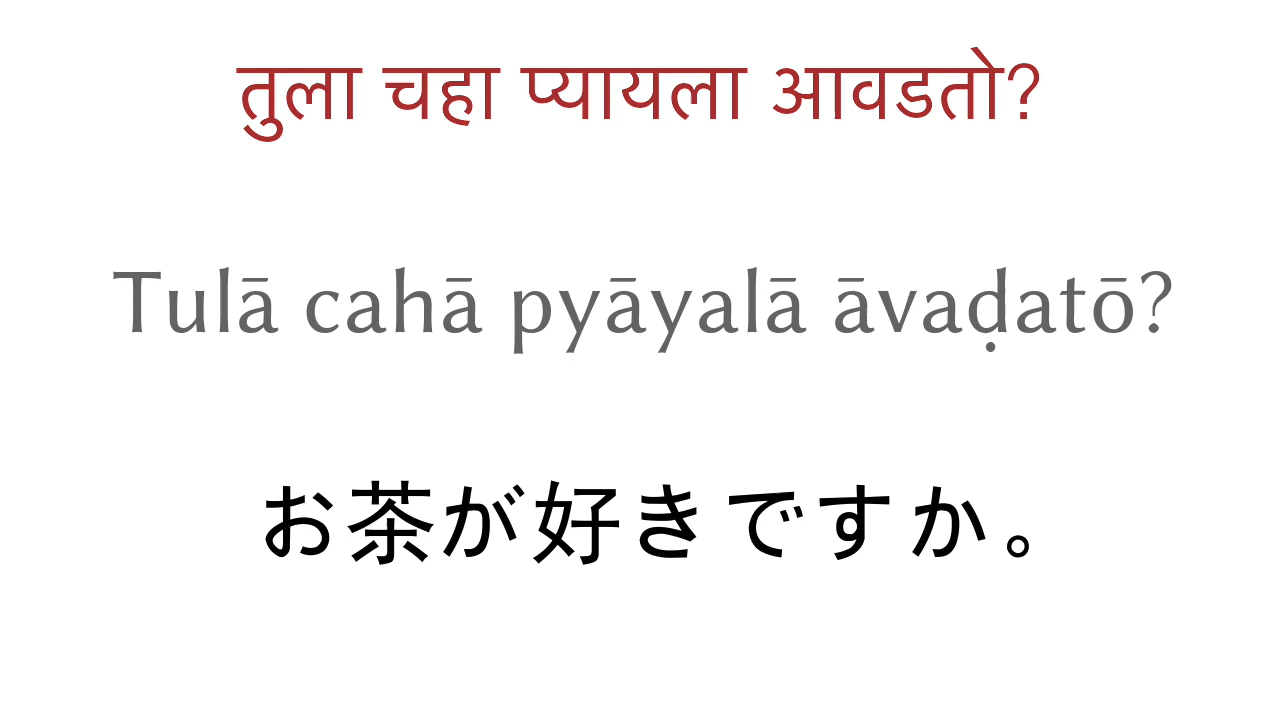 तुला चहा प्यायला आवडतो?
Tulā cahā pyāyalā āvaḍatō?
お茶が好きですか。